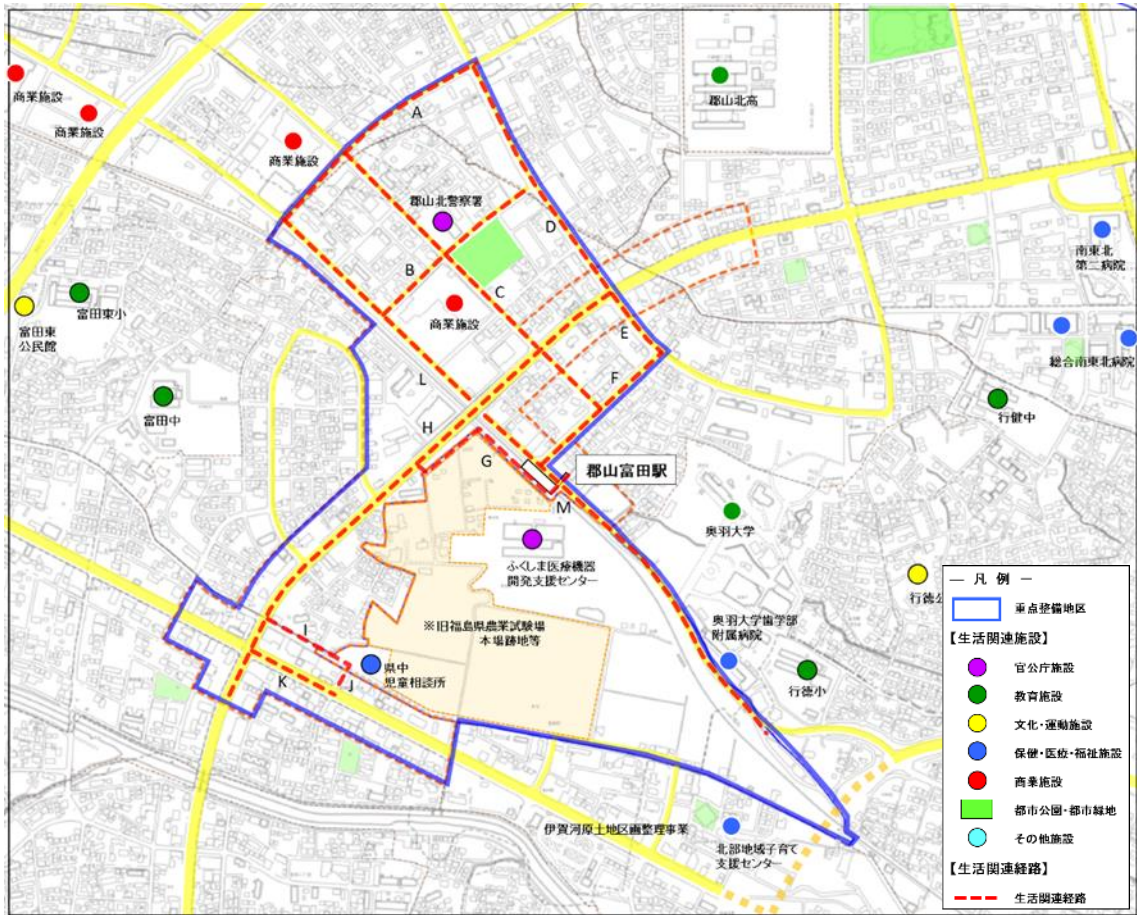 商業施設
商業施設
商業施設
郡山北高
A
郡山北警察署
D
B
C
商業施設
南東北
第二病院
富田東小
富田東
公民館
総合南東北病院
E
F
L
H
富田中
行健中
G
郡山富田駅
M
奥羽大学
ふくしま医療機器
開発支援センター
行徳公
※旧福島県農業試験場
本場跡地等
奥羽大学歯学部
附属病院
行徳小
I
県中
児童相談所
J
K
伊賀河原土地区画整理事業
北部地域子育て
支援センター
― 凡 例 ―
重点整備地区
【生活関連施設】
官公庁施設
教育施設
文化・運動施設
保健・医療・福祉施設
商業施設
都市公園・都市緑地
その他施設
【生活関連経路】
生活関連経路